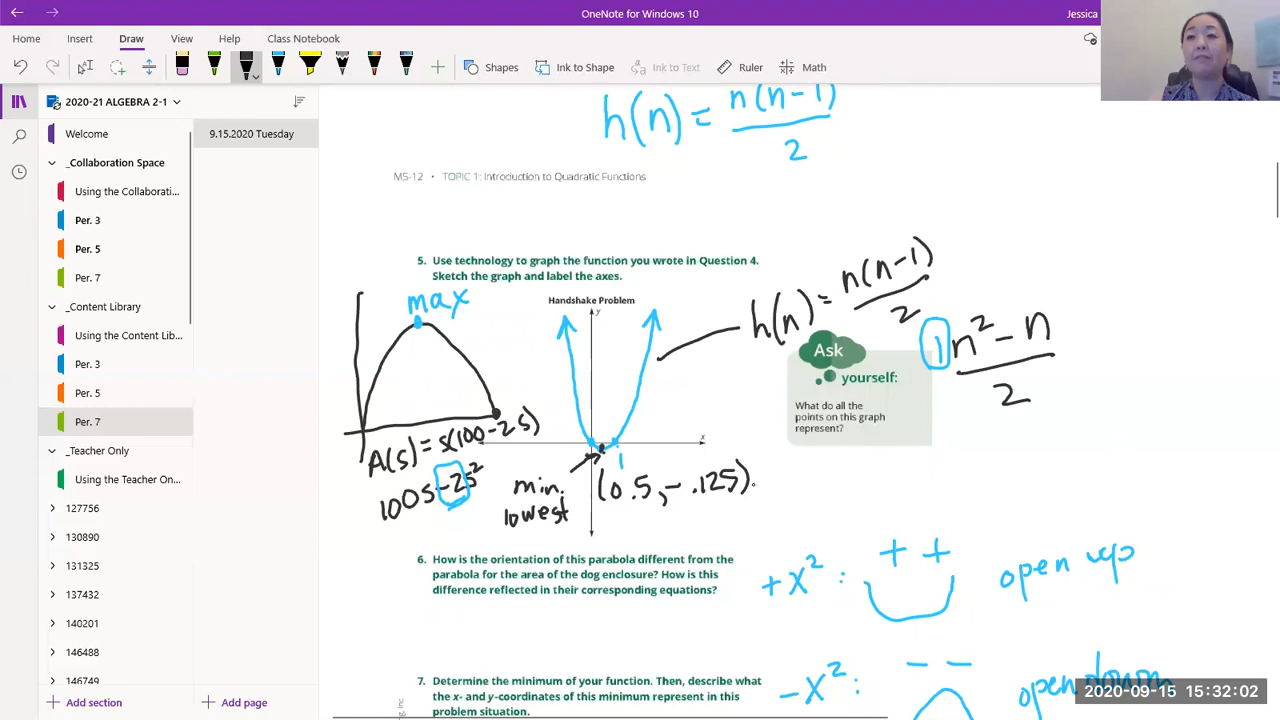 OneNote for Windows 10
Jessica
Home Insert Draw View Help Class Notebook
Shapes Ink to Shape Ink to Text Ruler Math
2020-21 ALGEBRA 2-1
Welcome
_Collaboration Space
Using the Collaborati...
Per. 3
Per. 5
Per. 7
_Content Library
Using the Content Lib...
Per. 3
Per. 5
Per. 7
_Teacher Only
Using the Teacher On...
127756
130890
131325
137432
140201
146488
146749
Add section
Add page
9.15.2020 Tuesday
h(n) = n(n-1)
2
M5-12 • TOPIC 1: Introduction to Quadratic Functions
5. Use technology to graph the function you wrote in Question 4.
Sketch the graph and label the axes.
Handshake Problem
y
x
max
A(s) = s(100-2s)
100s-2s²
1
min.
lowest
(0.5, -.125)
h(n) = n(n-1)
2
1n² - n
2
Ask
yourself:
What do all the
points on this graph
represent?
6. How is the orientation of this parabola different from the
parabola for the area of the dog enclosure? How is this
difference reflected in their corresponding equations?
+x² : + + open up
7. Determine the minimum of your function. Then, describe what
the x- and y-coordinates of this minimum represent in this
problem situation.
-x² : - - open down
2020-09-15 15:32:02